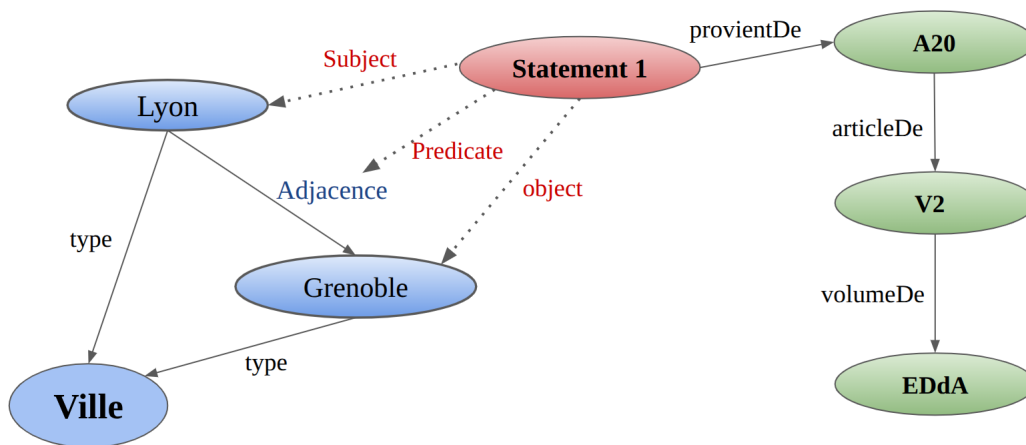 provientDe
A20
Subject
Statement 1
Lyon
articleDe
Predicate
Adjacence
object
V2
type
Grenoble
volumeDe
type
EDdA
Ville